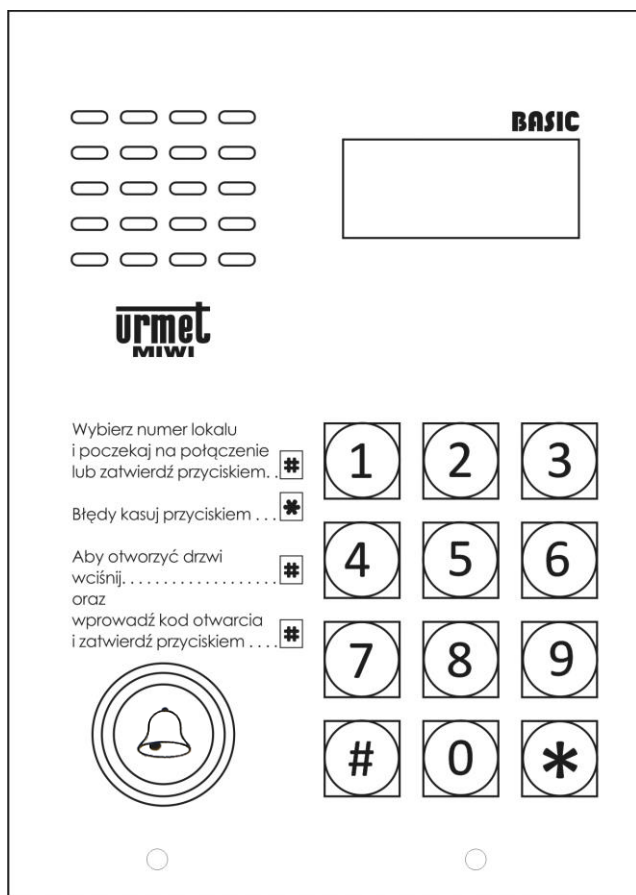 BASIC
urmet
MIWI
Wybierz numer lokalu
i poczekaj na połączenie
lub zatwierdź przyciskiem. . #
Błędy kasuj przyciskiem . . . *
Aby otworzyć drzwi
wciśnij. . . . . . . . . . . . . . . . . . . #
oraz
wprowadź kod otwarcia
i zatwierdź przyciskiem . . . . #
1 2 3
4 5 6
7 8 9
# 0 *